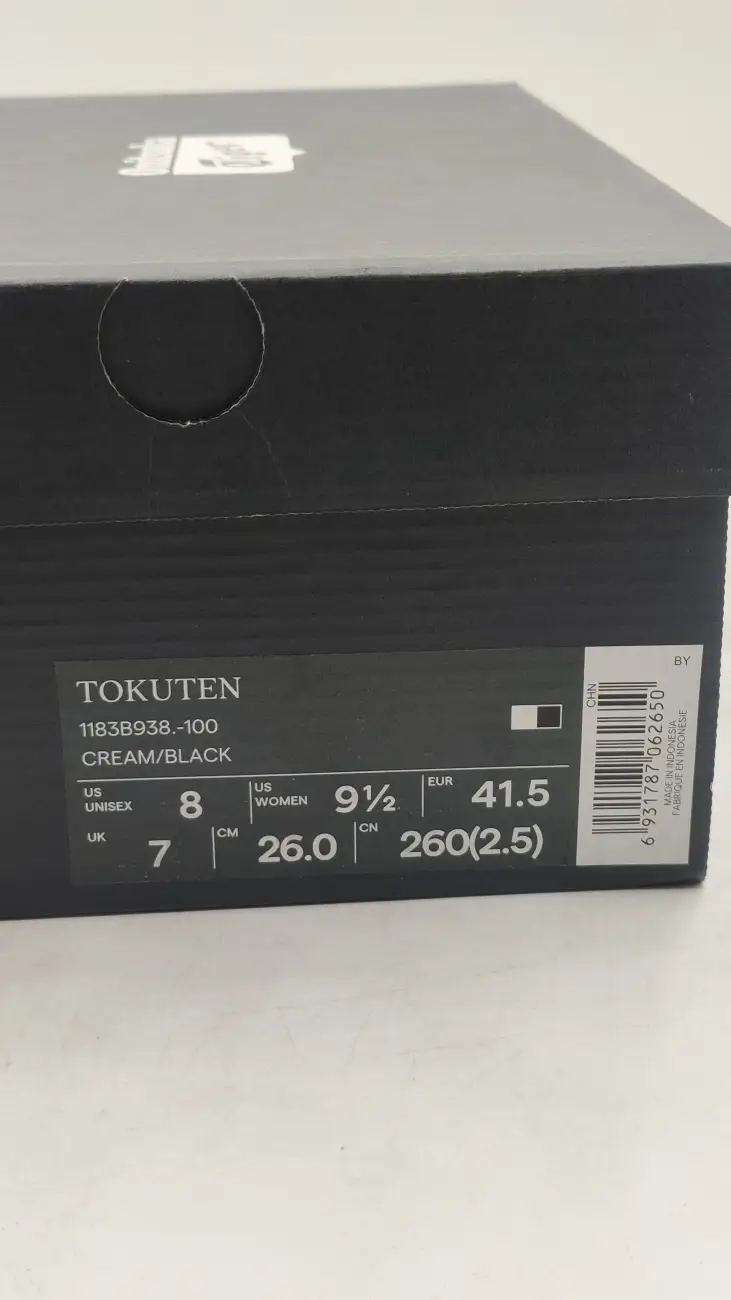 TOKUTEN
1183B938.-100
CREAM/BLACK
US UNISEX 8
US WOMEN 9½
EUR 41.5
UK 7
CM 26.0
CN 260(2.5)
BY
CHN
6 931787 062650
MADE IN INDONESIA
FABRIQUE EN INDONESIE